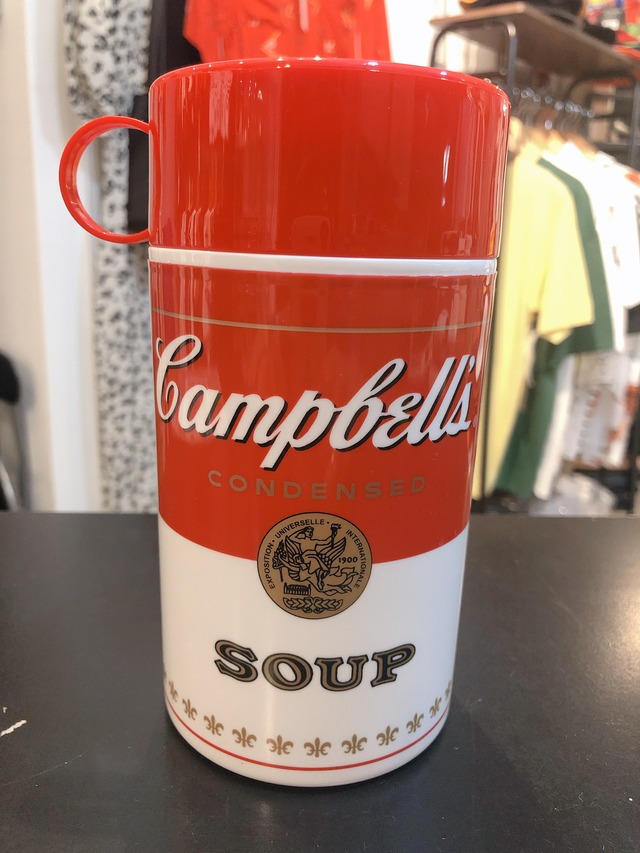 Campbell's
CONDENSED
EXPOSITION · UNIVERSELLE · INTERNATIONALE
1900
SOUP